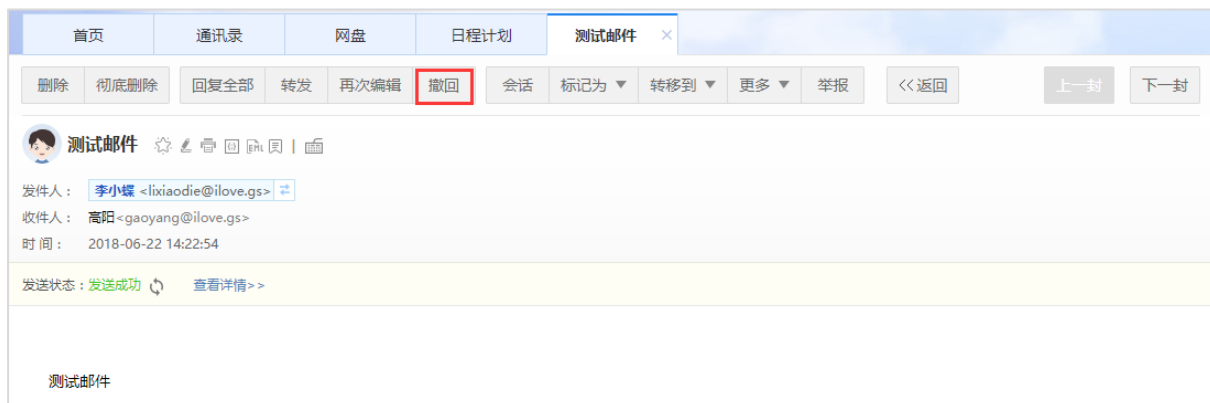 首页 通讯录 网盘 日程计划 测试邮件 ×
删除 彻底删除 回复全部 转发 再次编辑 撤回 会话 标记为 ▼ 转移到 ▼ 更多 ▼ 举报 <<返回 上一封 下一封
测试邮件 EML
发件人： 李小蝶 <lixiaodie@ilove.gs>
收件人： 高阳<gaoyang@ilove.gs>
时 间： 2018-06-22 14:22:54
发送状态：发送成功 查看详情>>
测试邮件